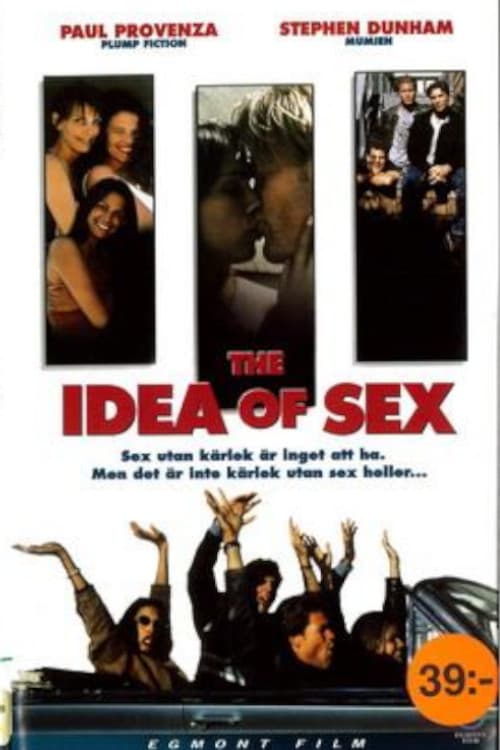 PAUL PROVENZA
PLUMP FICTION
STEPHEN DUNHAM
MUMIEN
THE
IDEA OF SEX
Sex utan kärlek är inget att ha.
Men det är inte kärlek utan sex heller...
39:-
EGMONT FILM